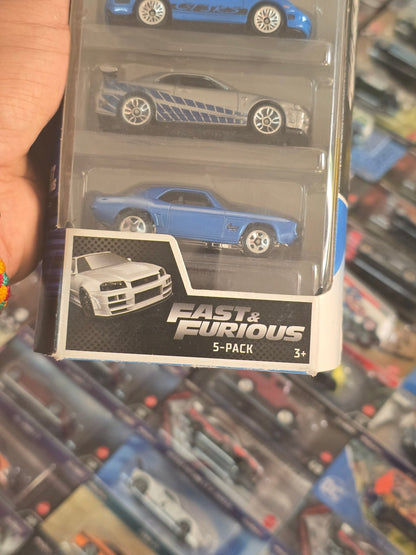 FAST &
FURIOUS
5-PACK
3+